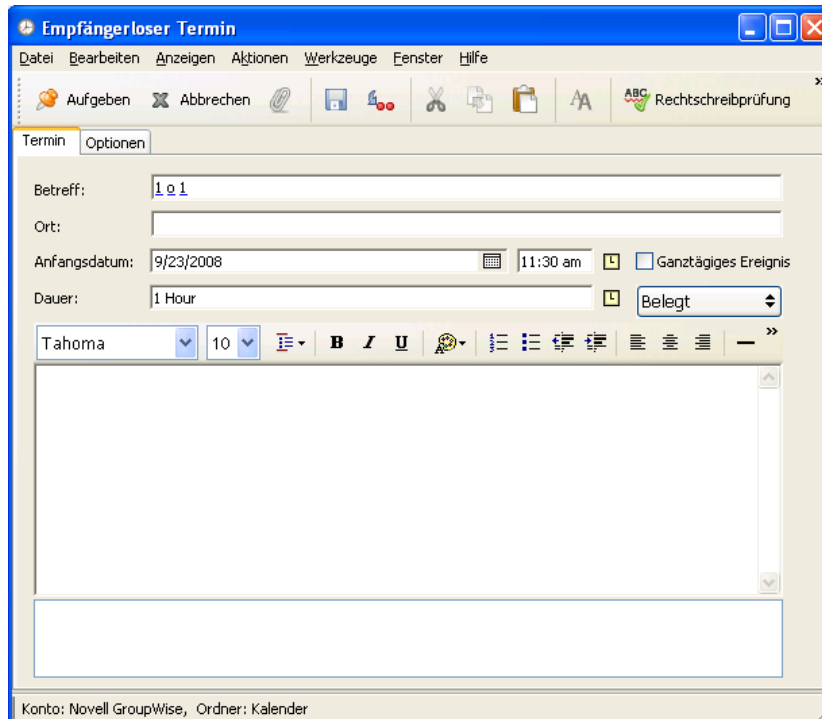 Empfängerloser Termin
Datei Bearbeiten Anzeigen Aktionen Werkzeuge Fenster Hilfe
Aufgeben Abbrechen AA ABC Rechtschreibprüfung »
Termin Optionen
Betreff: 1 o 1
Ort:
Anfangsdatum: 9/23/2008 11:30 am Ganztägiges Ereignis
Dauer: 1 Hour Belegt
Tahoma 10 B I U »
Konto: Novell GroupWise, Ordner: Kalender